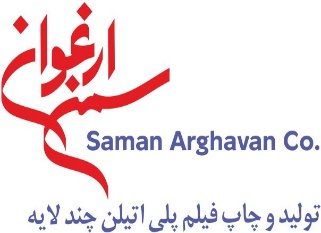 ارغوان
سمن
Saman Arghavan Co.
تولید و چاپ فیلم پلی اتیلن چند لایه